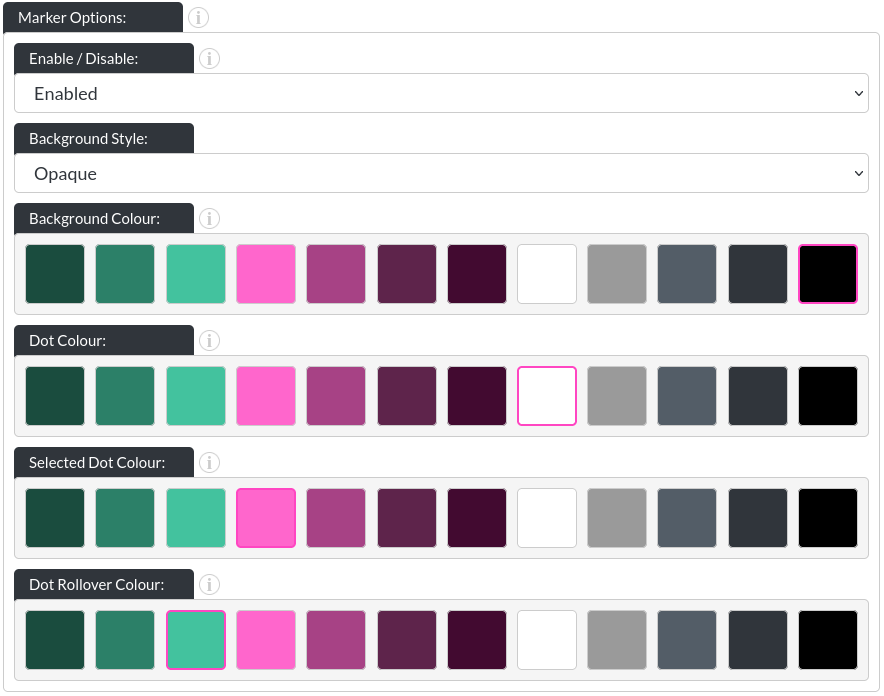 Marker Options:
Enable / Disable:
Enabled
Background Style:
Opaque
Background Colour:
Dot Colour:
Selected Dot Colour:
Dot Rollover Colour: